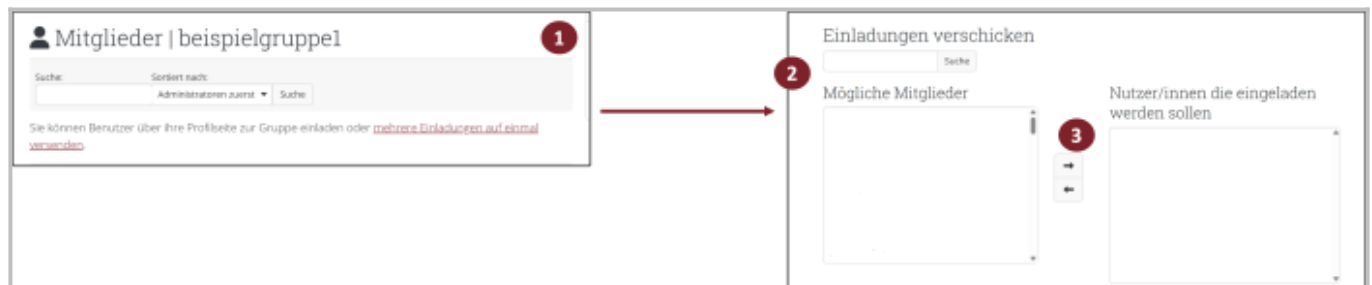 Mitglieder | beispielgruppe1
1
Suche:
Sortiert nach:
Administratoren zuerst
Suche
Sie können Benutzer über ihre Profilseite zur Gruppe einladen oder mehrere Einladungen auf einmal
versenden.
Einladungen verschicken
Suche
2
Mögliche Mitglieder
Nutzer/innen die eingeladen
werden sollen
3